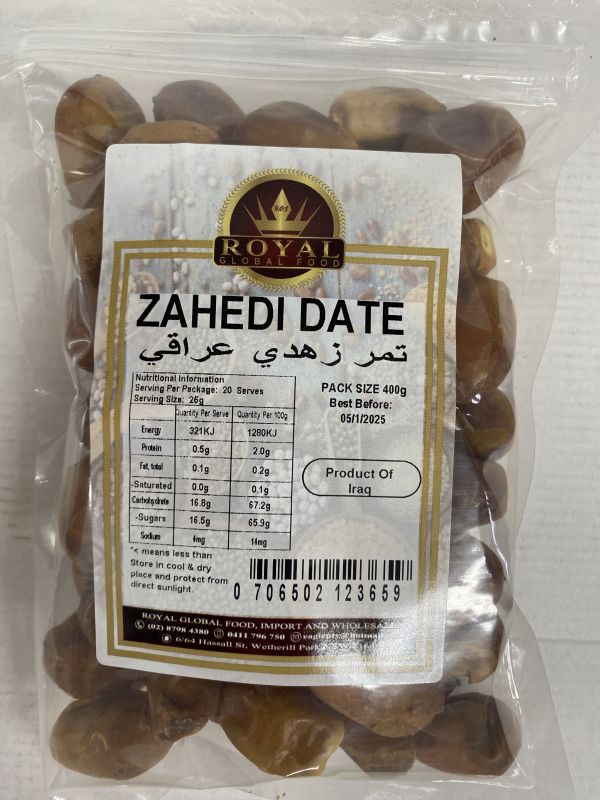 RGF
ROYAL
GLOBAL FOOD
ZAHEDI DATE
تمر زهدي عراقي
Nutritional Information
Serving Per Package: 20 Serves
Serving Size: 25g
Quantity Per Serve Quantity Per 100g
Energy 321KJ 1280KJ
Protein 0.5g 2.0g
Fat, total 0.1g 0.2g
-Saturated 0.0g 0.1g
Carbohydrate 16.8g 67.2g
-Sugars 16.5g 65.9g
Sodium 4mg 14mg
"< means less than
Store in cool & dry
place and protect from
direct sunlight.
PACK SIZE 400g
Best Before:
05/1/2025
Product Of
Iraq
0 706502 123659
ROYAL GLOBAL FOOD, IMPORT AND
(02) 8798 4380 0411 796 750
6/64 Hassall St, Wetherill